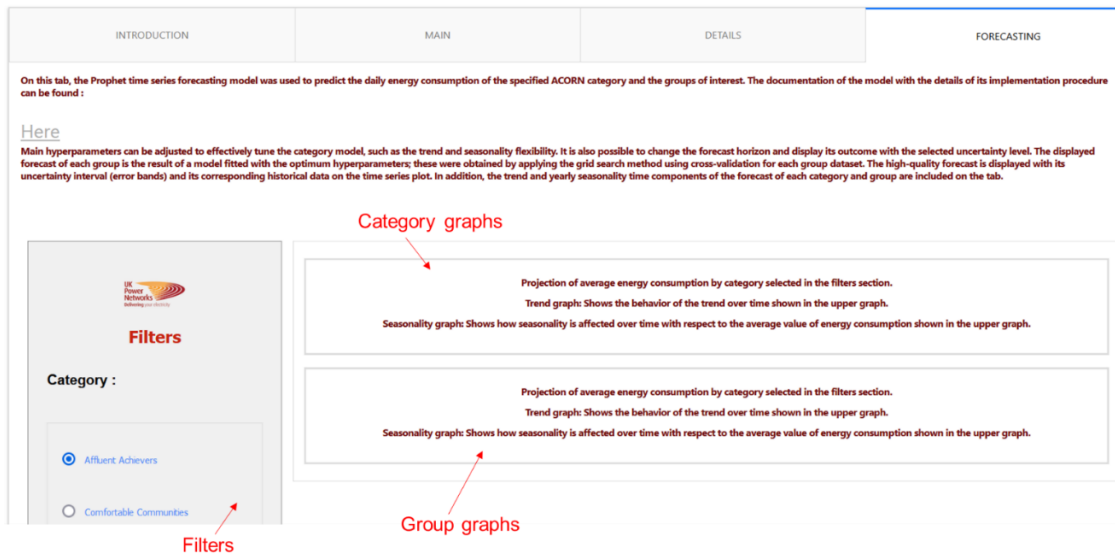 INTRODUCTION
MAIN
DETAILS
FORECASTING
On this tab, the Prophet time series forecasting model was used to predict the daily energy consumption of the specified ACORN category and the groups of interest. The documentation of the model with the details of its implementation procedure
can be found :
Here
Main hyperparameters can be adjusted to effectively tune the category model, such as the trend and seasonality flexibility. It is also possible to change the forecast horizon and display its outcome with the selected uncertainty level. The displayed
forecast of each group is the result of a model fitted with the optimum hyperparameters; these were obtained by applying the grid search method using cross-validation for each group dataset. The high-quality forecast is displayed with its
uncertainty interval (error bands) and its corresponding historical data on the time series plot. In addition, the trend and yearly seasonality time components of the forecast of each category and group are included on the tab.
Category graphs
UK
Power
Networks
Delivering your electricity
Filters
Category :
Affluent Achievers
Comfortable Communities
Filters
Projection of average energy consumption by category selected in the filters section.
Trend graph: Shows the behavior of the trend over time shown in the upper graph.
Seasonality graph: Shows how seasonality is affected over time with respect to the average value of energy consumption shown in the upper graph.
Projection of average energy consumption by category selected in the filters section.
Trend graph: Shows the behavior of the trend over time shown in the upper graph.
Seasonality graph: Shows how seasonality is affected over time with respect to the average value of energy consumption shown in the upper graph.
Group graphs